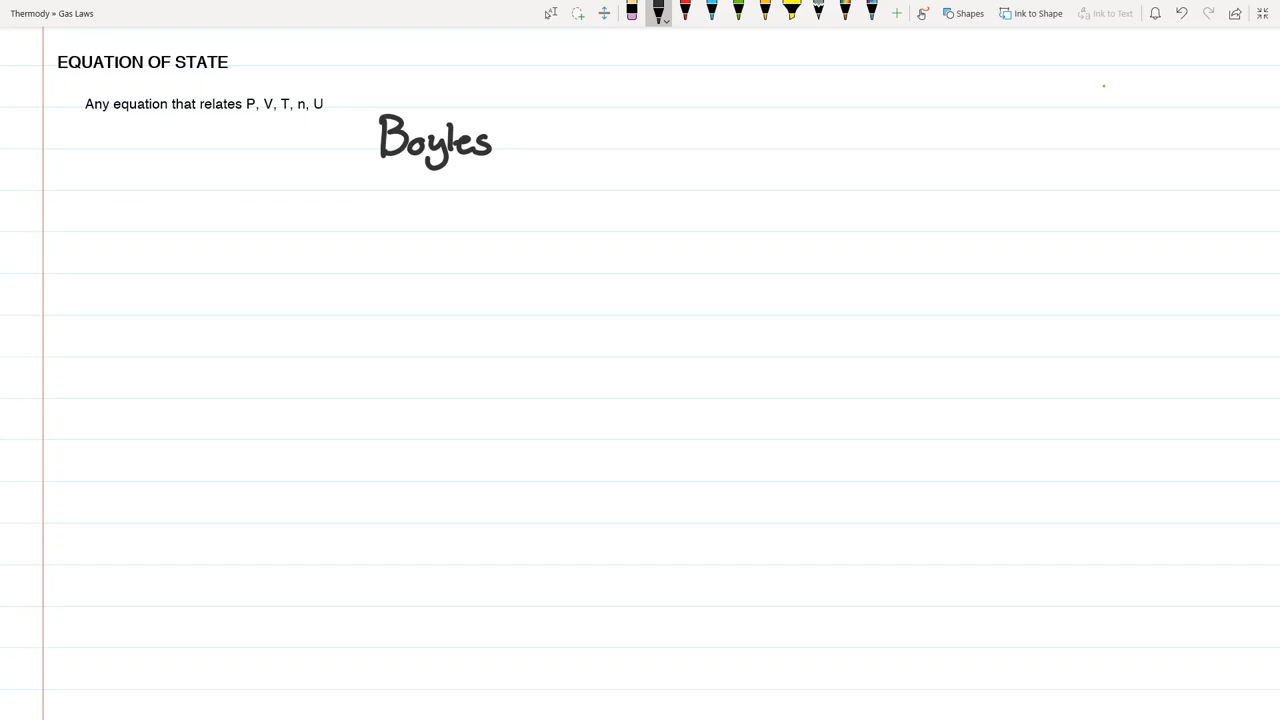 Thermody » Gas Laws
Shapes
Ink to Shape
Ink to Text
EQUATION OF STATE
Any equation that relates P, V, T, n, U
Boyles